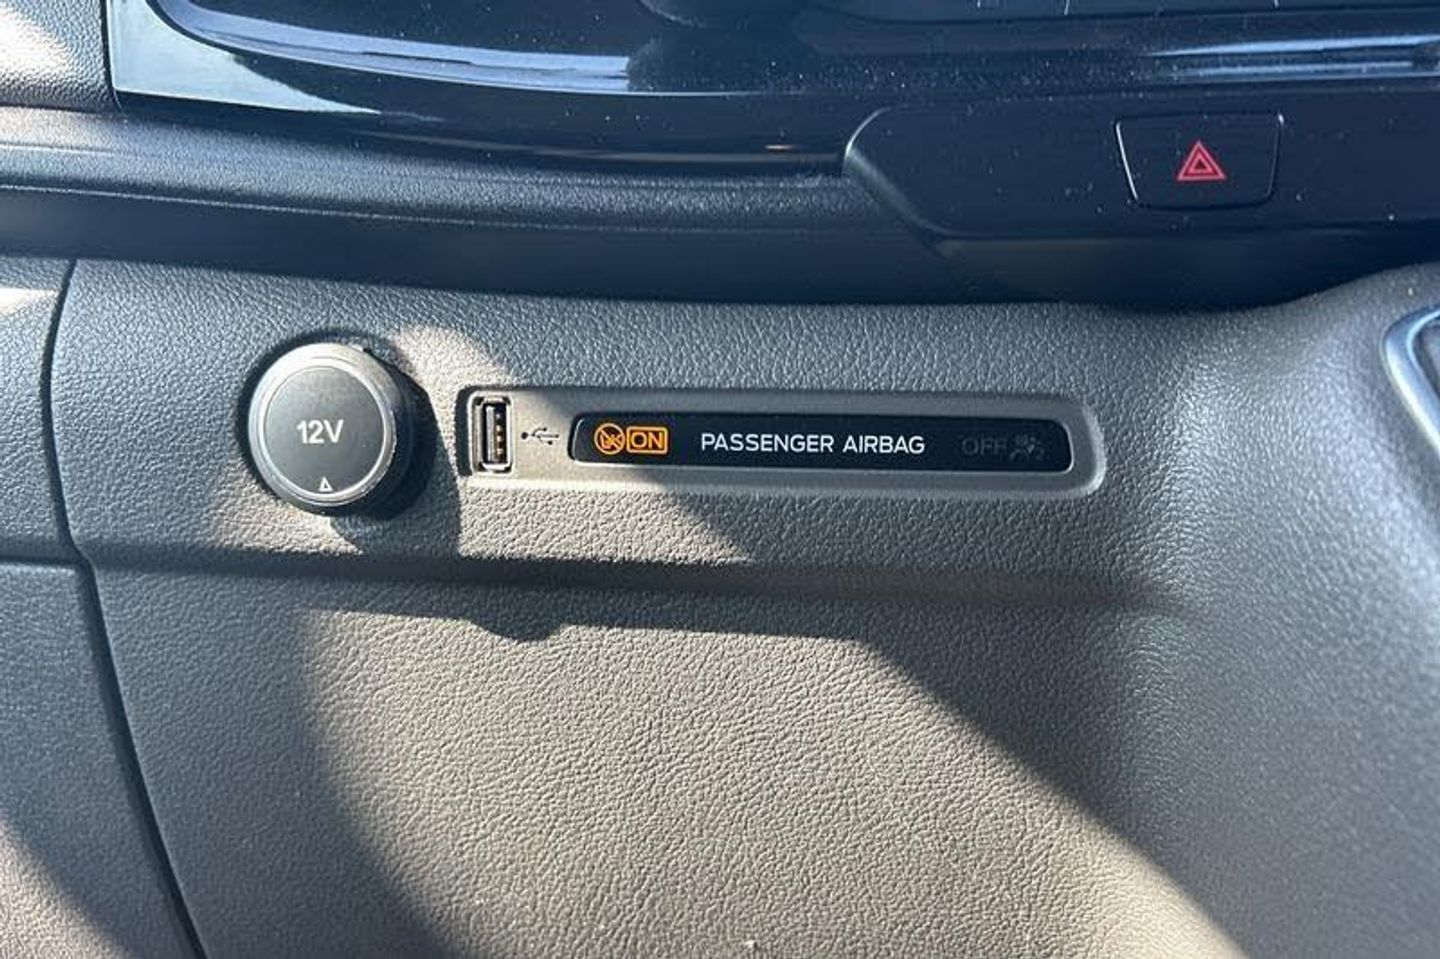 12V
ON PASSENGER AIRBAG OFF